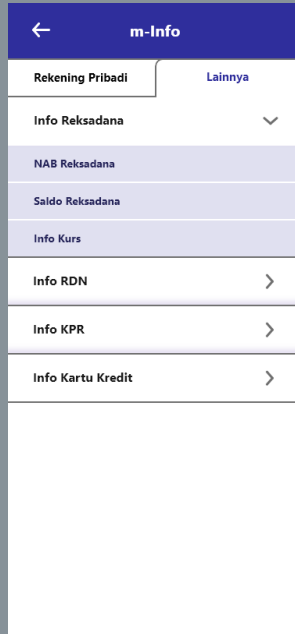 m-Info
Rekening Pribadi
Lainnya
Info Reksadana
NAB Reksadana
Saldo Reksadana
Info Kurs
Info RDN
Info KPR
Info Kartu Kredit